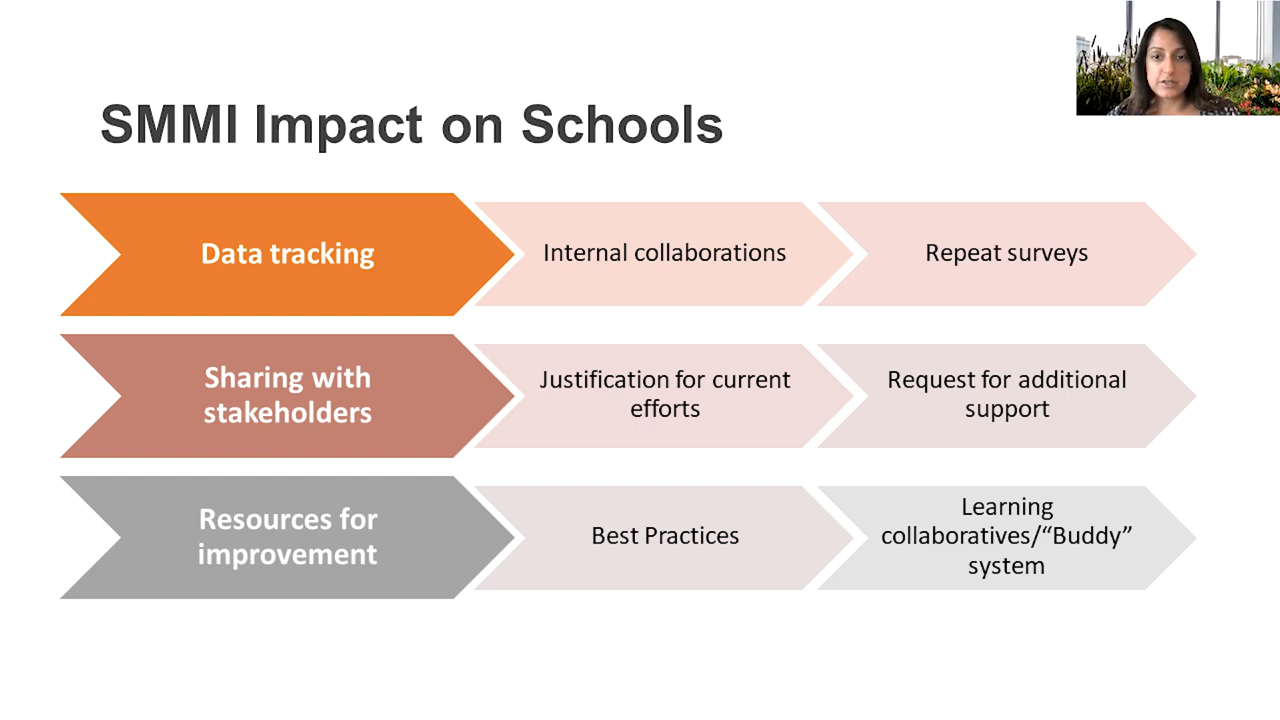 SMMI Impact on Schools
Data tracking
Internal collaborations
Repeat surveys
Sharing with
stakeholders
Justification for current
efforts
Request for additional
support
Resources for
improvement
Best Practices
Learning
collaboratives/“Buddy”
system